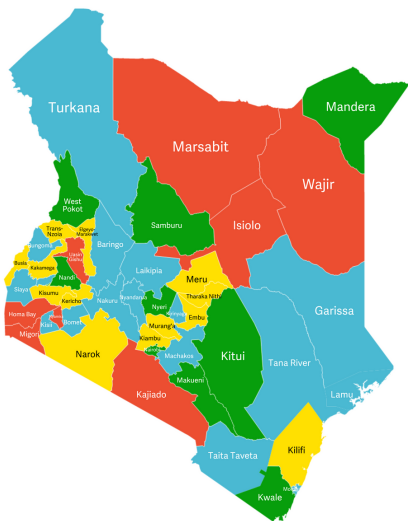 Turkana
Mandera
Marsabit
Wajir
West
Pokot
Samburu
Isiolo
Trans-
Nzoia
Elgeyo-
Marakwet
Bungoma
Baringo
Uasin
Gishu
Busia
Kakamega
Nandi
Laikipia
Meru
Siaya
Kisumu
Kericho
Nakuru
Nyandarua
Nyeri
Tharaka Nithi
Embu
Garissa
Homa Bay
Kisii
Bomet
Murang'a
Kiambu
Migori
Narok
Machakos
Kitui
Tana River
Makueni
Kajiado
Lamu
Kilifi
Taita Taveta
Kwale